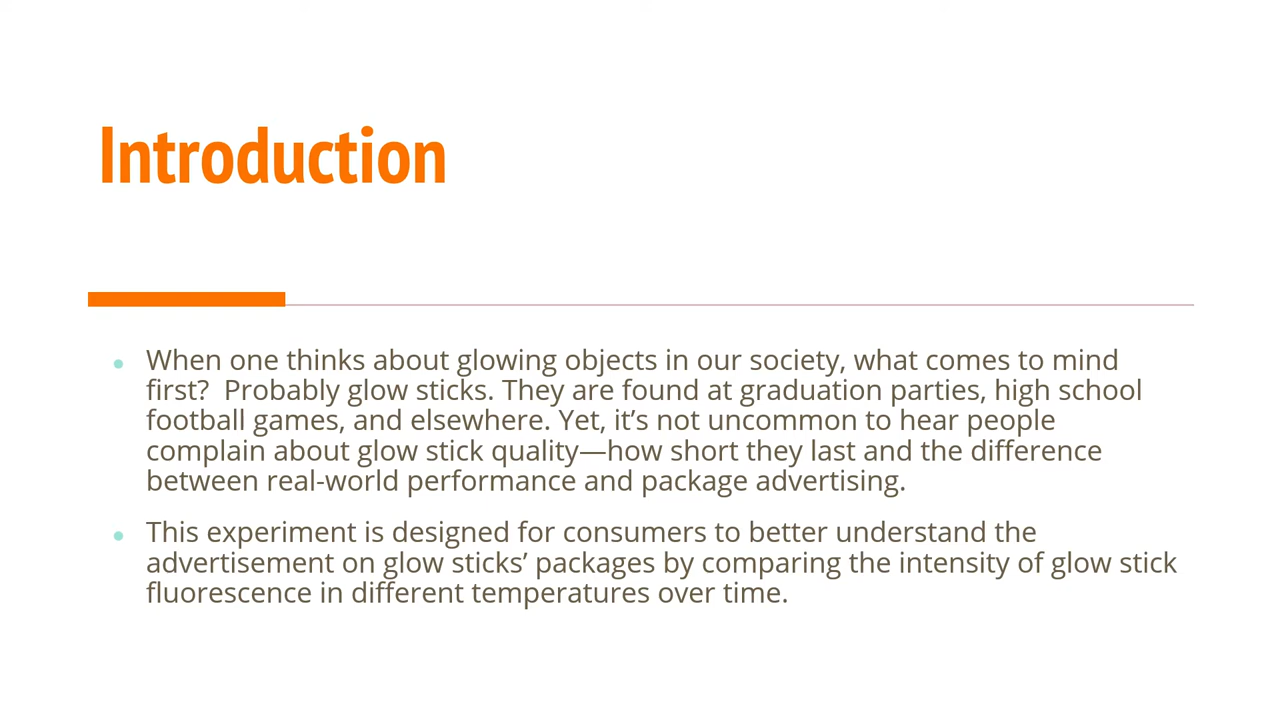 Introduction
When one thinks about glowing objects in our society, what comes to mind
first?  Probably glow sticks. They are found at graduation parties, high school
football games, and elsewhere. Yet, it’s not uncommon to hear people
complain about glow stick quality—how short they last and the difference
between real-world performance and package advertising.
This experiment is designed for consumers to better understand the
advertisement on glow sticks’ packages by comparing the intensity of glow stick
fluorescence in different temperatures over time.